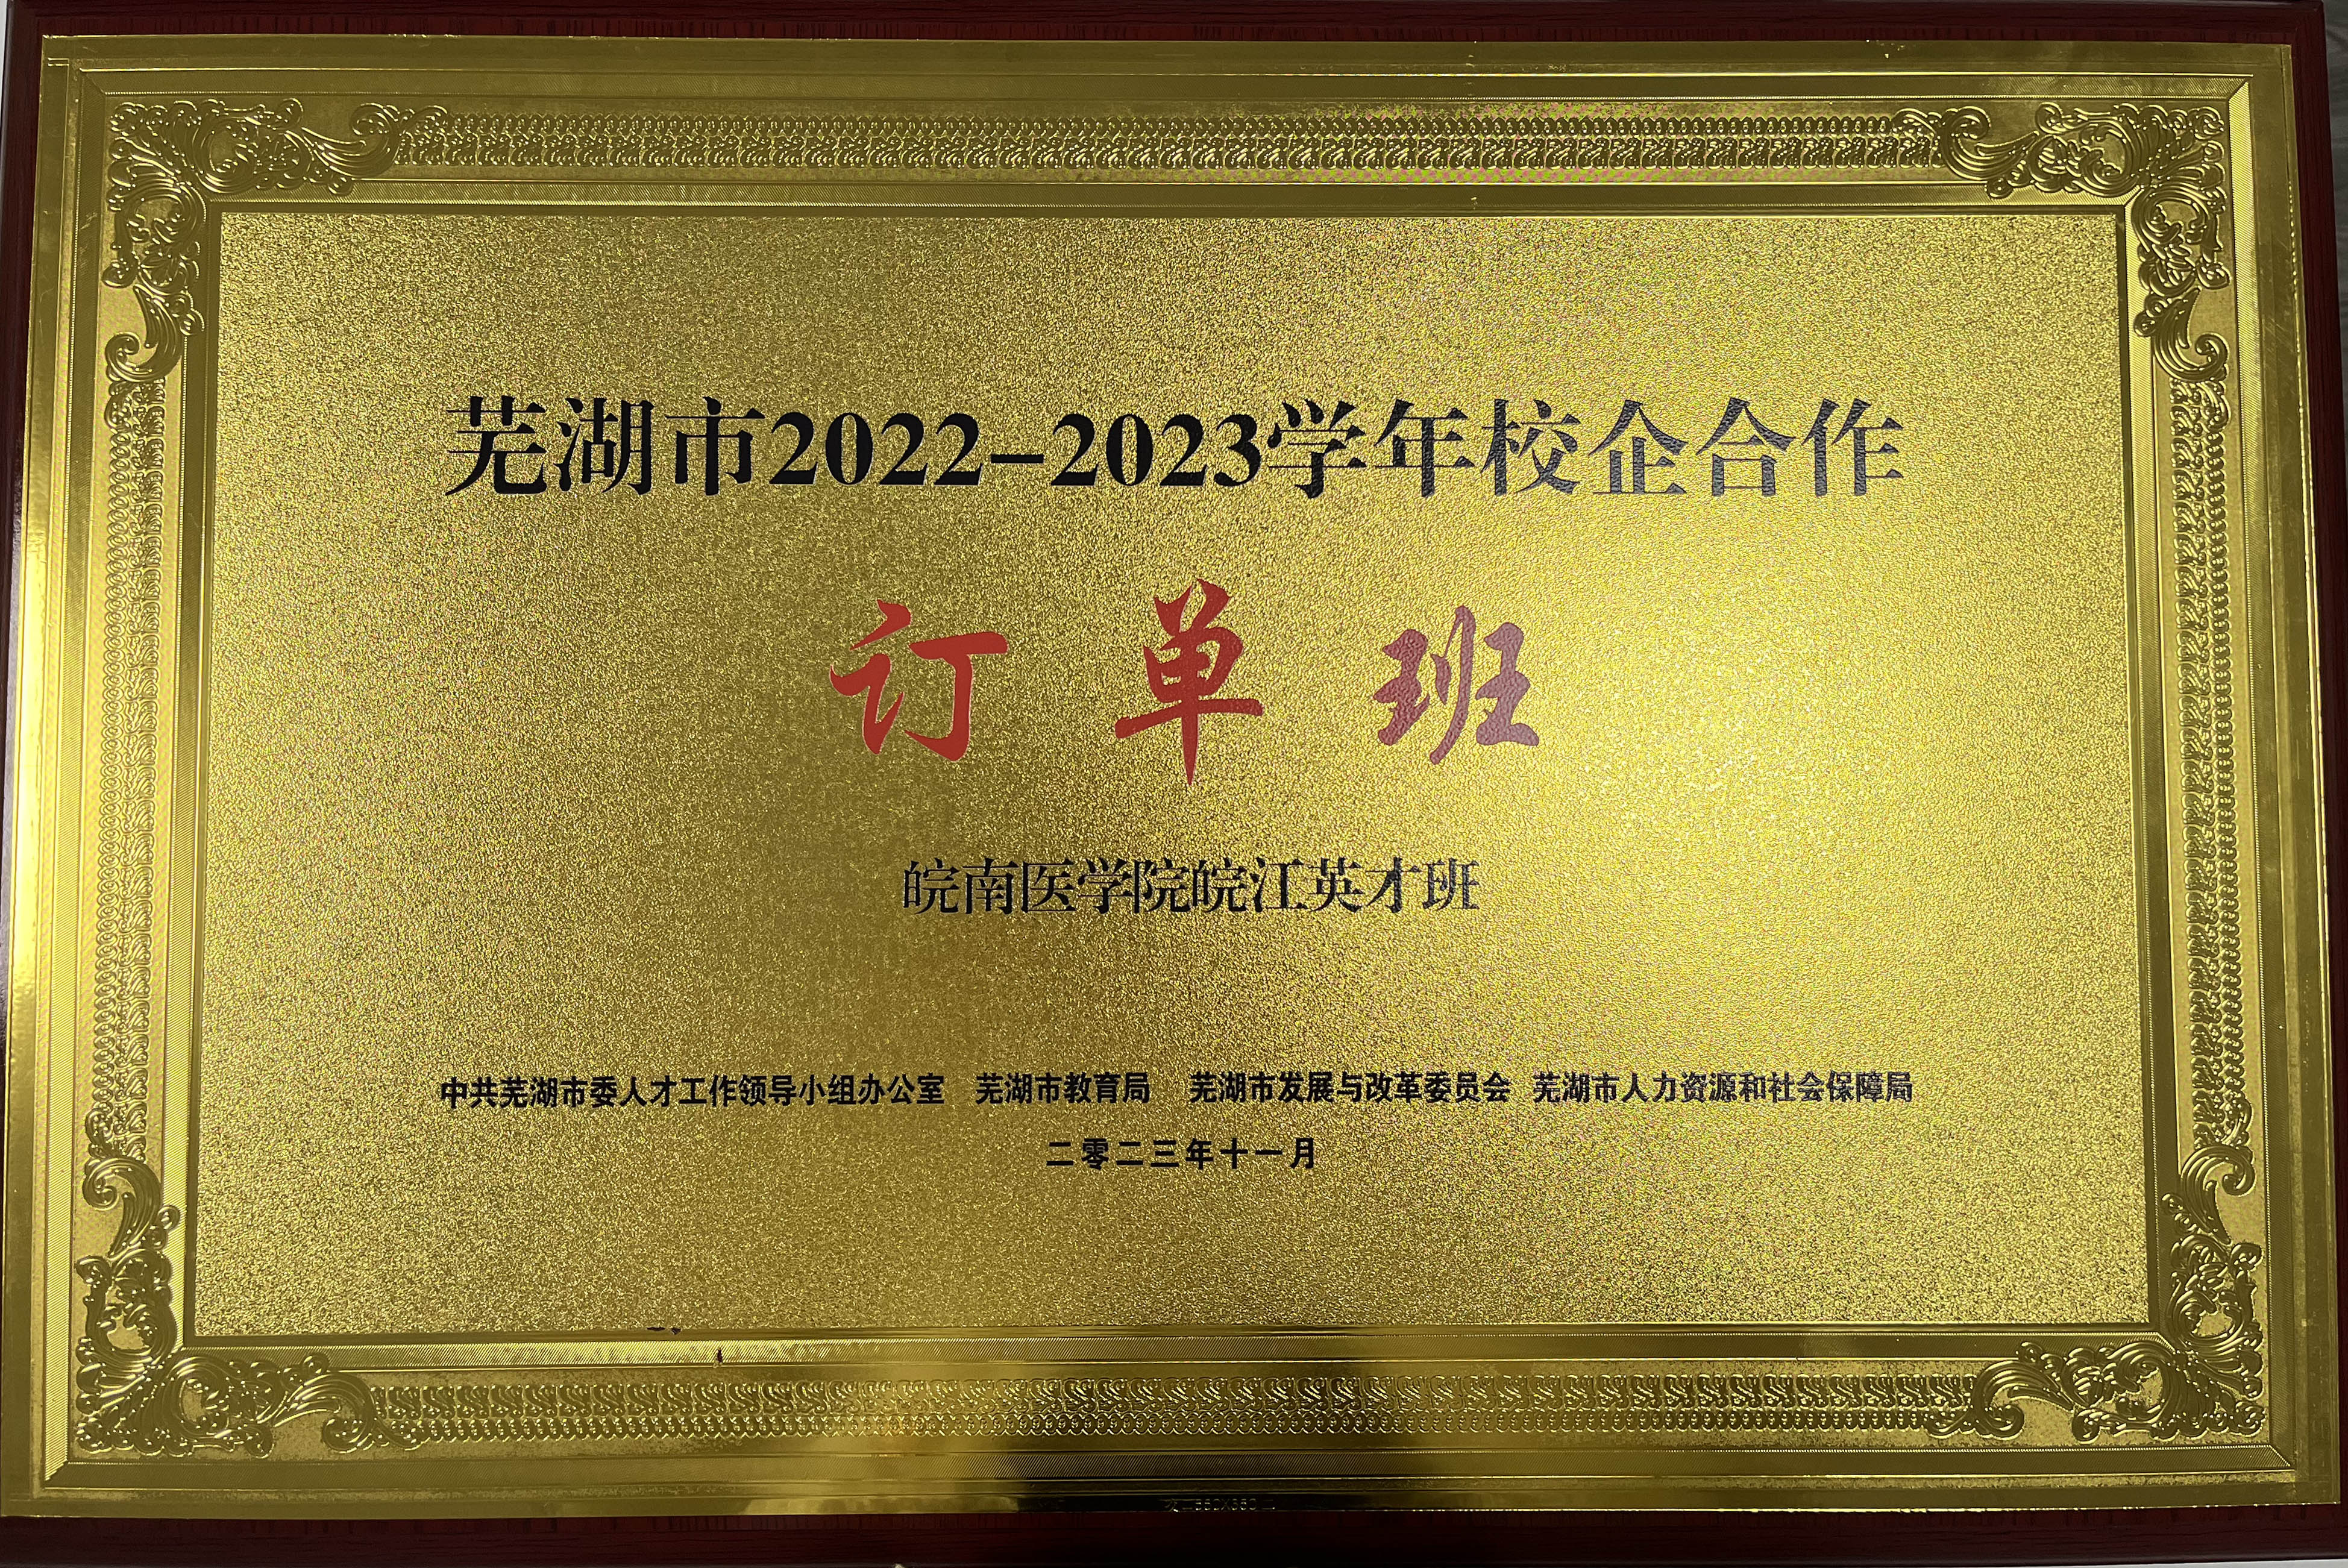 芜湖市2022-2023学年校企合作
订单班
皖南医学院皖江英才班
中共芜湖市委人才工作领导小组办公室 芜湖市教育局 芜湖市发展与改革委员会 芜湖市人力资源和社会保障局
二零二三年十一月